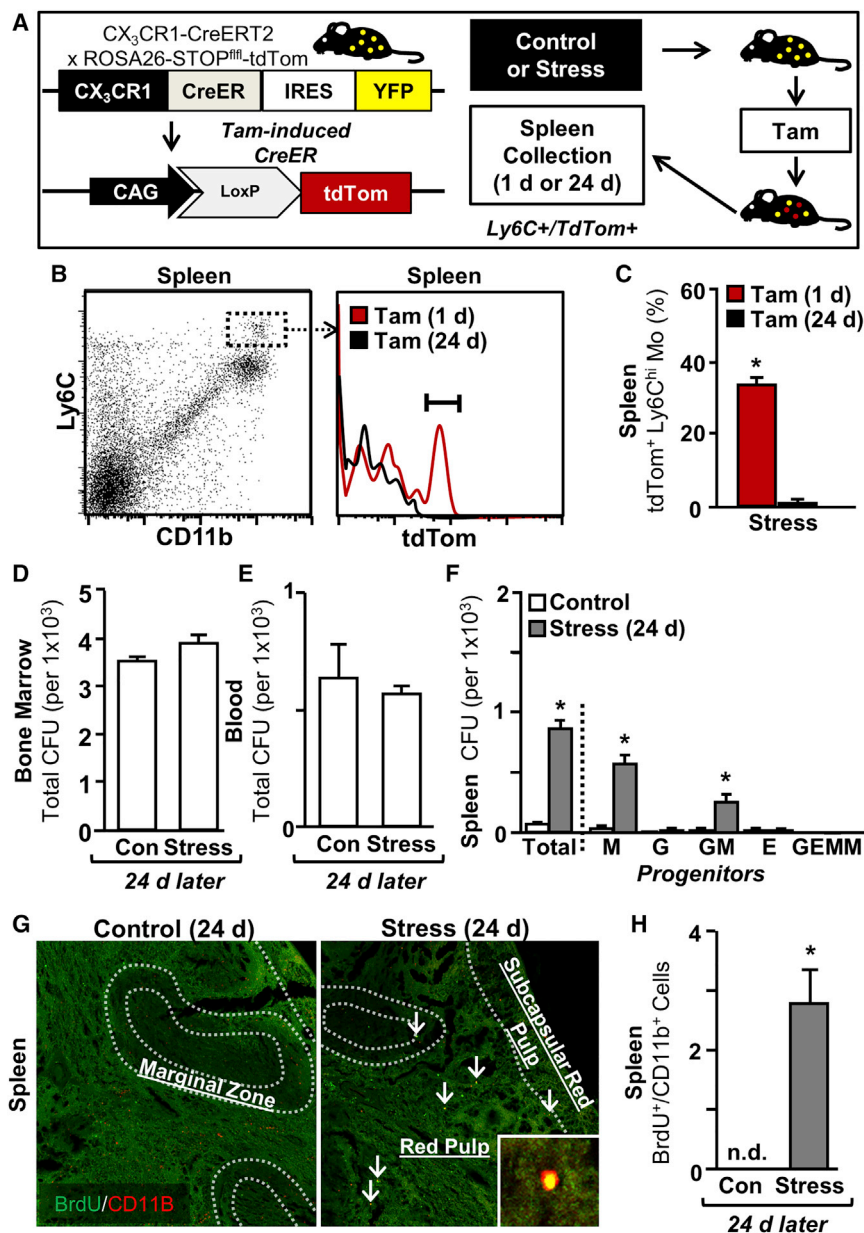 A
CX3CR1-CreERT2
x ROSA26-STOPflfl-tdTom
CX3CR1 CreER IRES YFP
Tam-induced
CreER
CAG LoxP tdTom
Control
or Stress
Tam
Spleen
Collection
(1 d or 24 d)
Ly6C+/TdTom+
B
Spleen
Ly6C
CD11b
Spleen
Tam (1 d)
Tam (24 d)
tdTom
C
Spleen
tdTom+ Ly6Chi Mo (%)
60
40
20
0
Tam (1 d)
Tam (24 d)
*
Stress
D
Bone Marrow
Total CFU (per 1x10³)
5
4
3
2
1
0
Con Stress
24 d later
E
Blood
Total CFU (per 1x10³)
1
0
Con Stress
24 d later
F
Spleen CFU (per 1x10³)
2
1
0
Control
Stress (24 d)
*
*
*
Total M G GM E GEMM
Progenitors
G
Spleen
Control (24 d)
Marginal Zone
BrdU/CD11B
Stress (24 d)
Subcapsular Red
Pulp
Red Pulp
H
Spleen
BrdU+/CD11b+ Cells
6
4
2
0
*
n.d.
Con Stress
24 d later